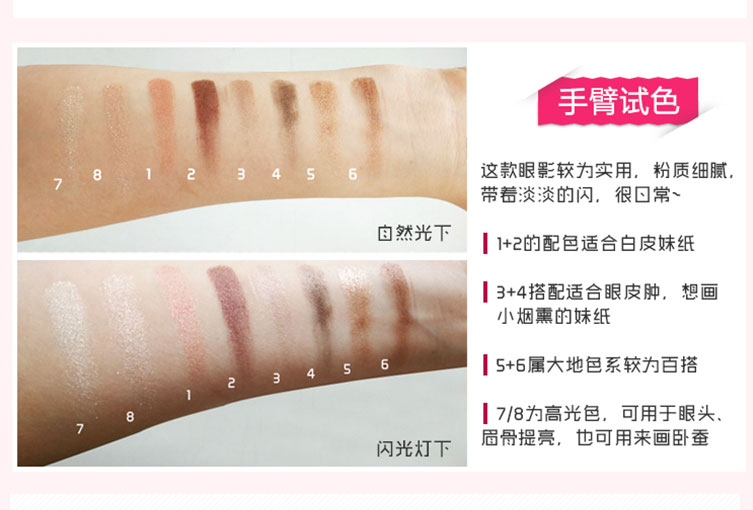 手臂试色
7 8 1 2 3 4 5 6
自然光下
这款眼影较为实用，粉质细腻，
带着淡淡的闪，很日常~
1+2的配色适合白皮妹纸
3+4搭配适合眼皮肿，想画
小烟熏的妹纸
5+6属大地色系较为百搭
7/8为高光色，可用于眼头、
眉骨提亮，也可用来画卧蚕
7 8 1 2 3 4 5 6
闪光灯下